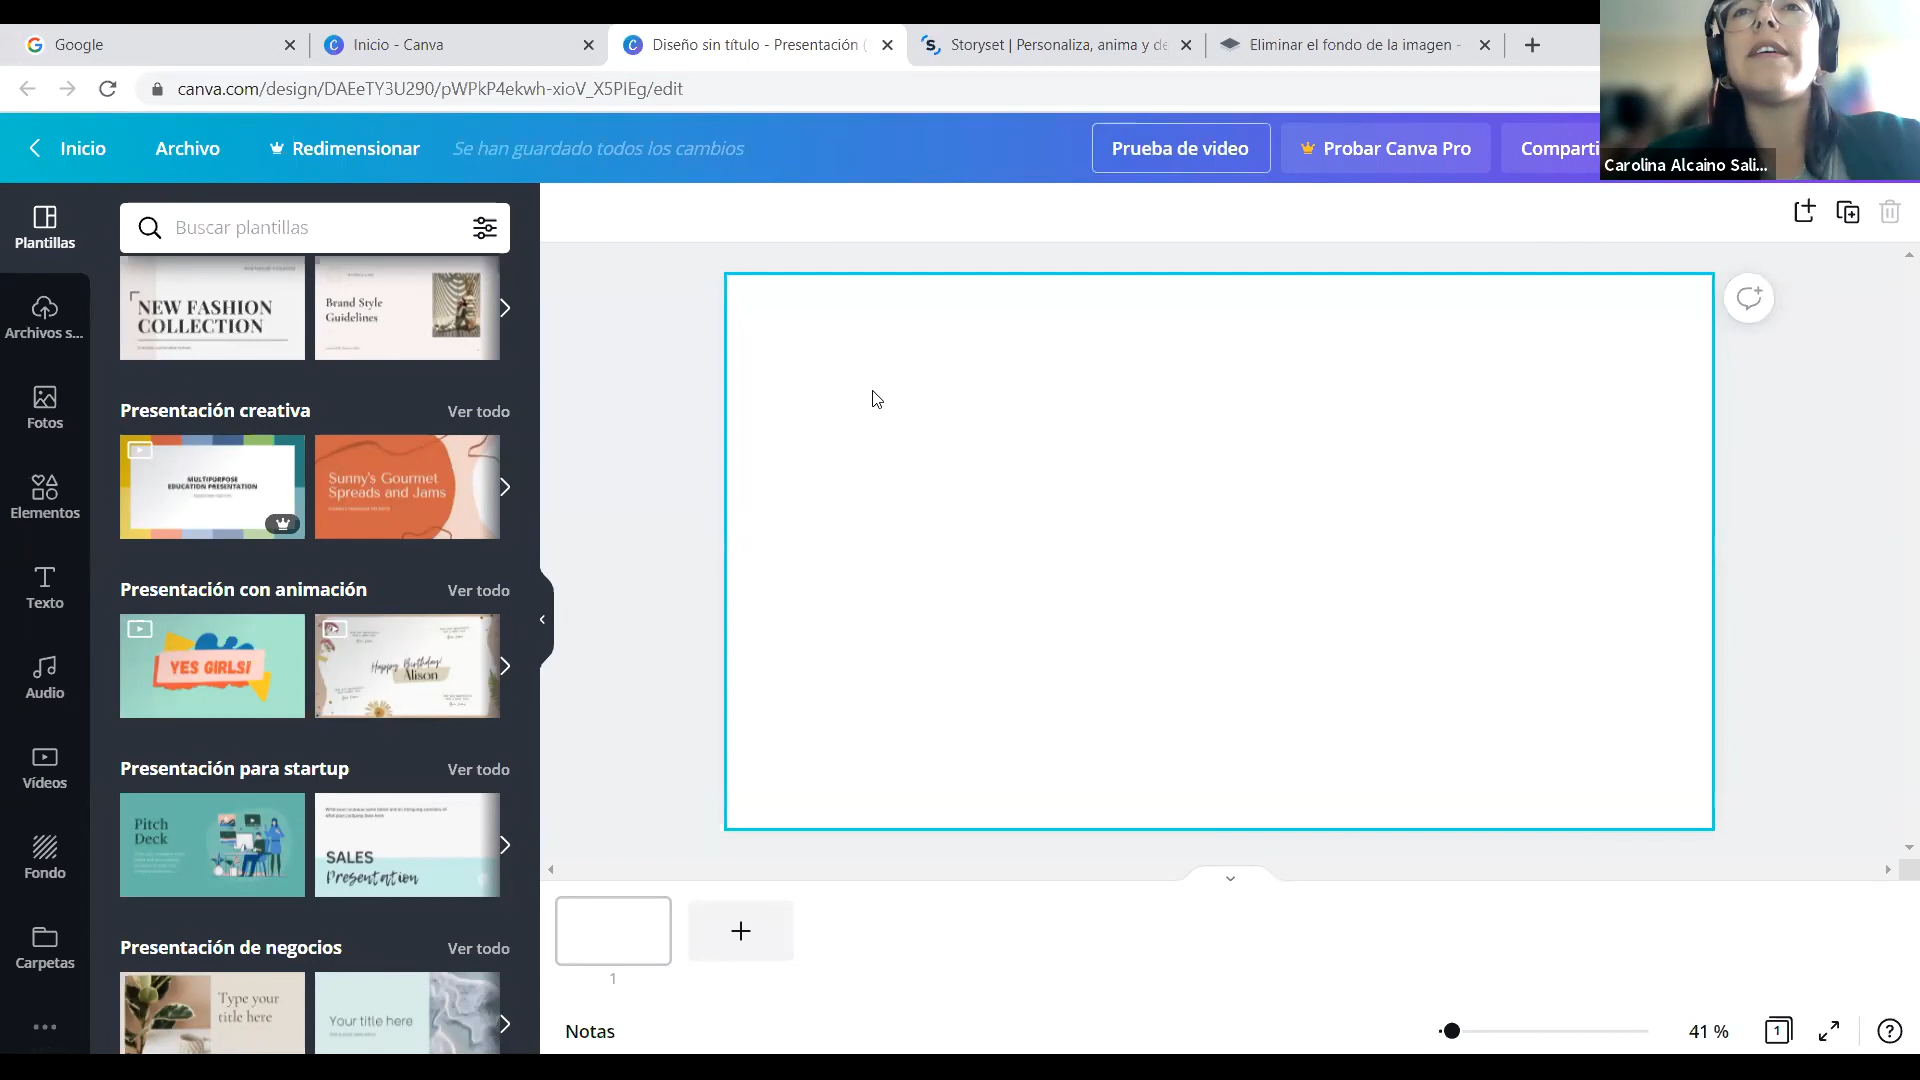 Google
Inicio - Canva
Diseño sin título - Presentación (
Storyset | Personaliza, anima y de
Eliminar el fondo de la imagen -
canva.com/design/DAEeTY3U290/pWPkP4ekwh-xioV_X5PIEg/edit
Inicio
Archivo
Redimensionar
Se han guardado todos los cambios
Prueba de video
Probar Canva Pro
Comparti
Carolina Alcaino Sali...
Plantillas
Archivos s...
Fotos
Elementos
Texto
Audio
Vídeos
Fondo
Carpetas
Buscar plantillas
NEW FASHION
COLLECTION
Brand Style
Guidelines
Presentación creativa
Ver todo
MULTIPURPOSE
EDUCATION PRESENTATION
Sunny's Gourmet
Spreads and Jams
Presentación con animación
Ver todo
YES GIRLS!
Happy Birthday!
Alison
Presentación para startup
Ver todo
Pitch
Deck
SALES
Presentation
Presentación de negocios
Ver todo
Type your
title here
Your title here
1
Notas
41 %
1